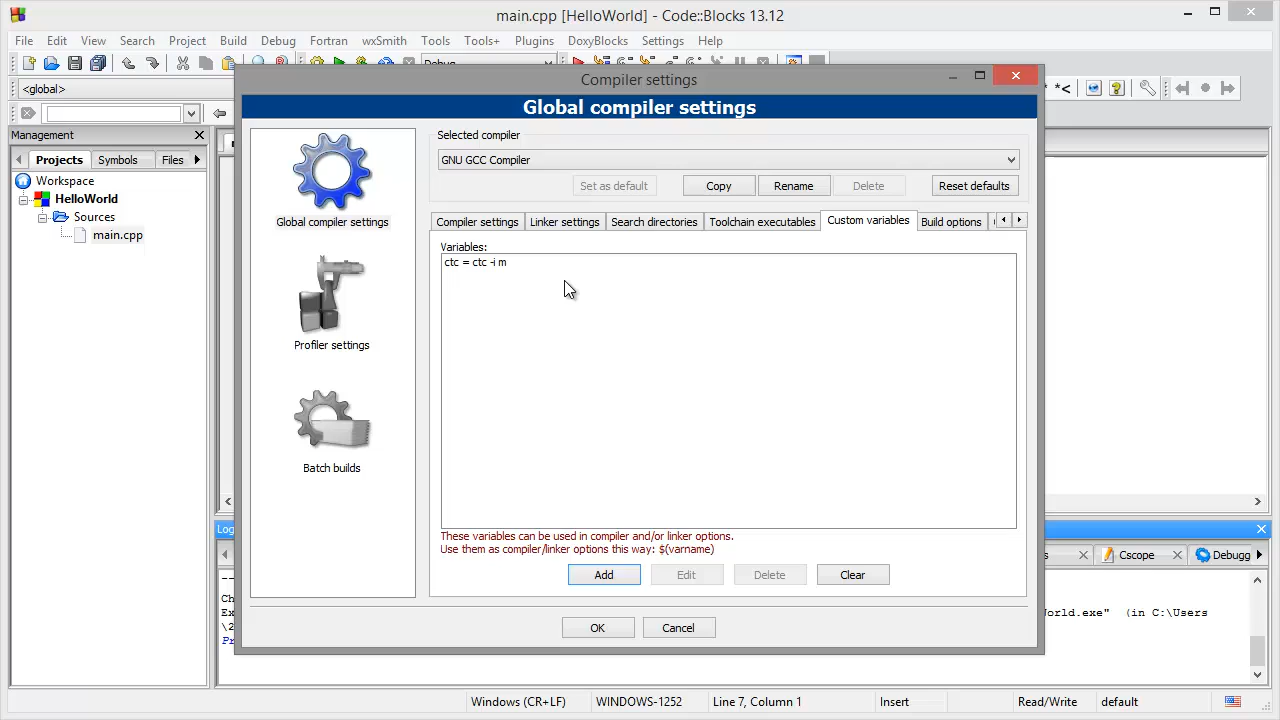 main.cpp [HelloWorld] - Code::Blocks 13.12
File Edit View Search Project Build Debug Fortran wxSmith Tools Tools+ Plugins DoxyBlocks Settings Help
Debug
<global>
*<
Compiler settings
Global compiler settings
Management
Projects Symbols Files
Workspace
HelloWorld
Sources
main.cpp
Global compiler settings
Profiler settings
Batch builds
Selected compiler
GNU GCC Compiler
Set as default Copy Rename Delete Reset defaults
Compiler settings Linker settings Search directories Toolchain executables Custom variables Build options
Variables:
ctc = ctc -i m
These variables can be used in compiler and/or linker options.
Use them as compiler/linker options this way: $(varname)
Add Edit Delete Clear
OK Cancel
Cscope Debugg
(in C:\Users
Windows (CR+LF) WINDOWS-1252 Line 7, Column 1 Insert Read/Write default